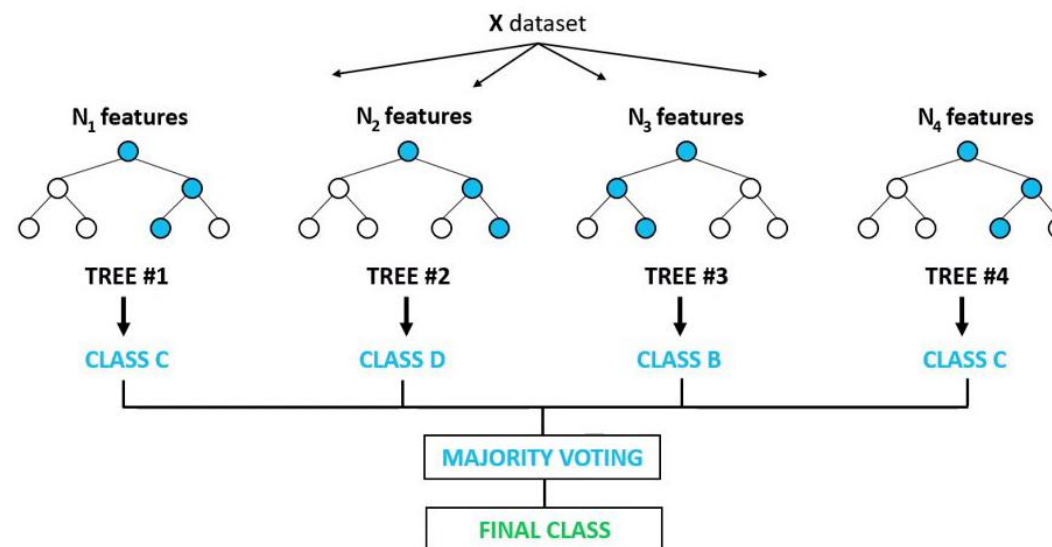 X dataset
N₁ features N₂ features N₃ features N₄ features
TREE #1 TREE #2 TREE #3 TREE #4
CLASS C CLASS D CLASS B CLASS C
MAJORITY VOTING
FINAL CLASS